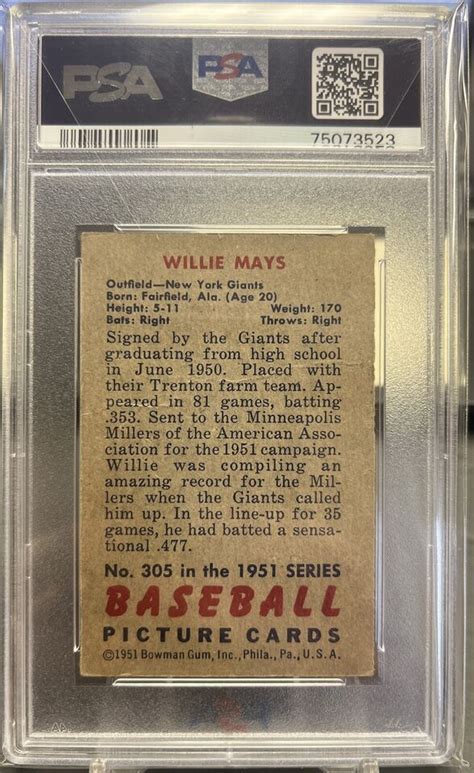 PSA
PSA
75073523
WILLIE MAYS
Outfield—New York Giants
Born: Fairfield, Ala. (Age 20)
Height: 5-11 Weight: 170
Bats: Right Throws: Right
Signed by the Giants after
graduating from high school
in June 1950. Placed with
their Trenton farm team. Ap-
peared in 81 games, batting
.353. Sent to the Minneapolis
Millers of the American Asso-
ciation for the 1951 campaign.
Willie was compiling an
amazing record for the Mil-
lers when the Giants called
him up. In the line-up for 35
games, he had batted a sensa-
tional .477.
No. 305 in the 1951 SERIES
BASEBALL
PICTURE CARDS
©1951 Bowman Gum, Inc., Phila., Pa., U.S.A.
PSA